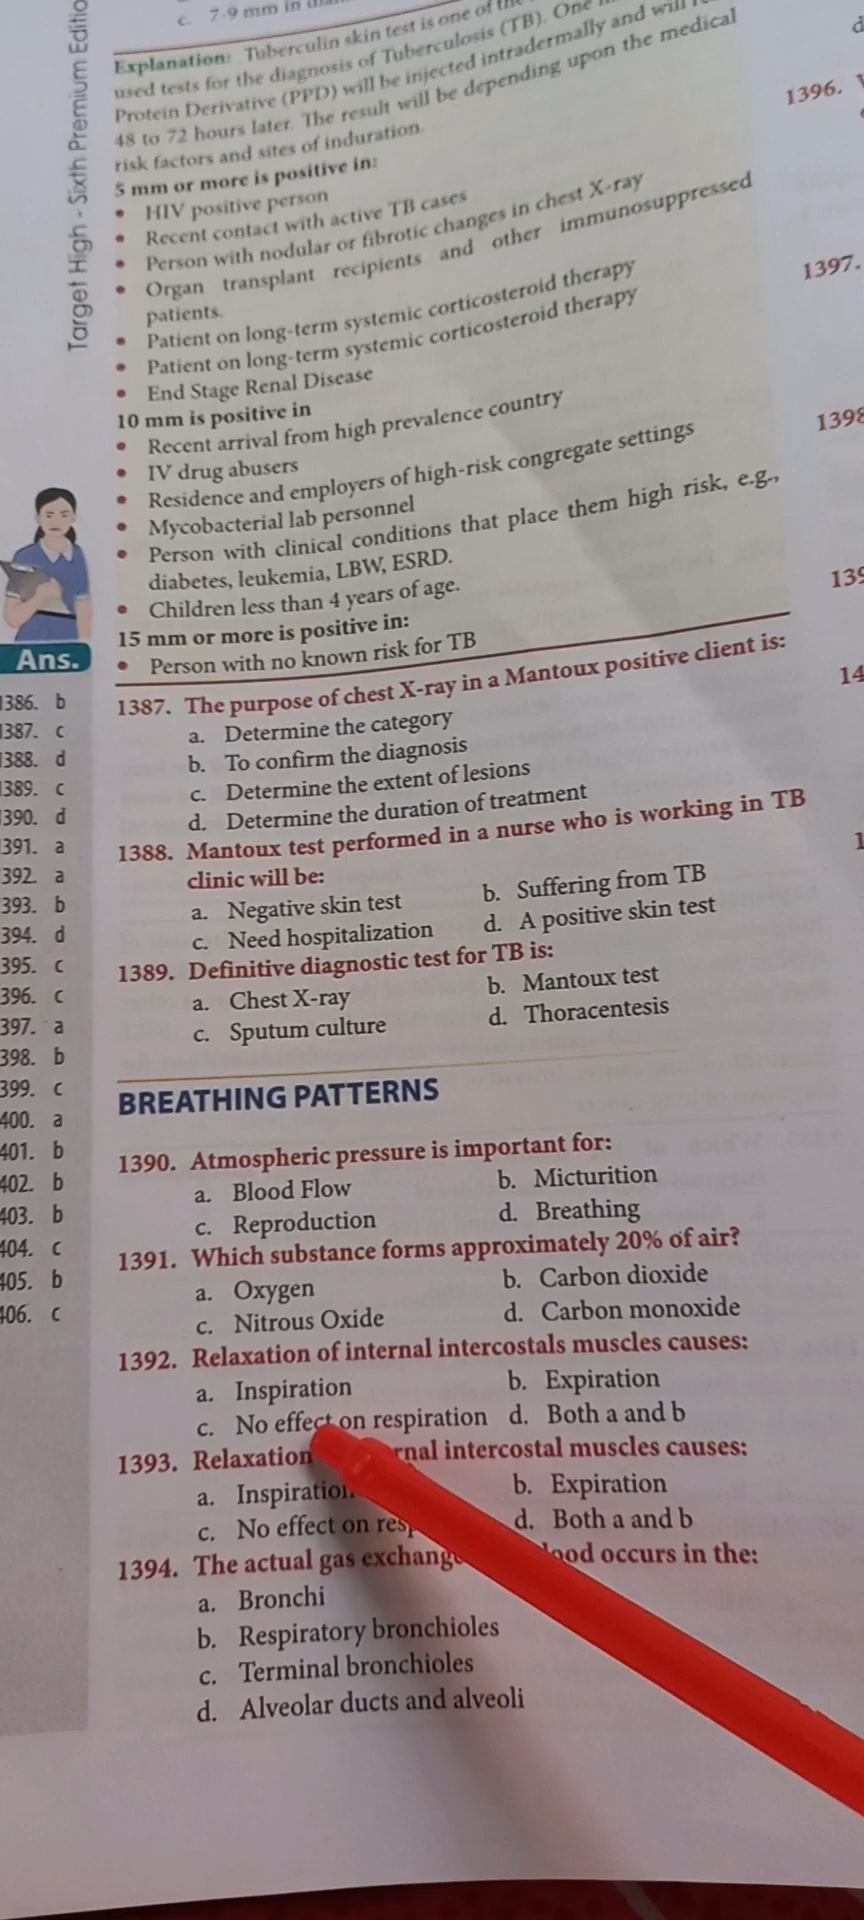 Target High - Sixth Premium Editio
c. 7-9 mm in
Explanation: Tuberculin skin test is one of
used tests for the diagnosis of Tuberculosis (TB). One
Protein Derivative (PPD) will be injected intradermally and will
48 to 72 hours later. The result will be depending upon the medical
risk factors and sites of induration.
5 mm or more is positive in:
• HIV positive person
• Recent contact with active TB cases
• Person with nodular or fibrotic changes in chest X-ray
• Organ transplant recipients and other immunosuppressed
patients.
• Patient on long-term systemic corticosteroid therapy
• Patient on long-term systemic corticosteroid therapy
• End Stage Renal Disease
10 mm is positive in
• Recent arrival from high prevalence country
• IV drug abusers
• Residence and employers of high-risk congregate settings
• Mycobacterial lab personnel
• Person with clinical conditions that place them high risk, e.g.,
diabetes, leukemia, LBW, ESRD.
• Children less than 4 years of age.
15 mm or more is positive in:
• Person with no known risk for TB
1387. The purpose of chest X-ray in a Mantoux positive client is:
a. Determine the category
b. To confirm the diagnosis
c. Determine the extent of lesions
d. Determine the duration of treatment
1388. Mantoux test performed in a nurse who is working in TB
clinic will be:
a. Negative skin test b. Suffering from TB
c. Need hospitalization d. A positive skin test
1389. Definitive diagnostic test for TB is:
a. Chest X-ray b. Mantoux test
c. Sputum culture d. Thoracentesis
BREATHING PATTERNS
1390. Atmospheric pressure is important for:
a. Blood Flow b. Micturition
c. Reproduction d. Breathing
1391. Which substance forms approximately 20% of air?
a. Oxygen b. Carbon dioxide
c. Nitrous Oxide d. Carbon monoxide
1392. Relaxation of internal intercostals muscles causes:
a. Inspiration b. Expiration
c. No effect on respiration d. Both a and b
1393. Relaxation rnal intercostal muscles causes:
a. Inspiration b. Expiration
c. No effect on resp d. Both a and b
1394. The actual gas exchange lood occurs in the:
a. Bronchi
b. Respiratory bronchioles
c. Terminal bronchioles
d. Alveolar ducts and alveoli
Ans.
1386. b
1387. c
1388. d
1389. c
1390. d
1391. a
392. a
393. b
394. d
395. c
396. c
397. a
398. b
399. c
400. a
401. b
402. b
403. b
404. c
405. b
406. c
d
1396.
1397.
1398
139
14
1